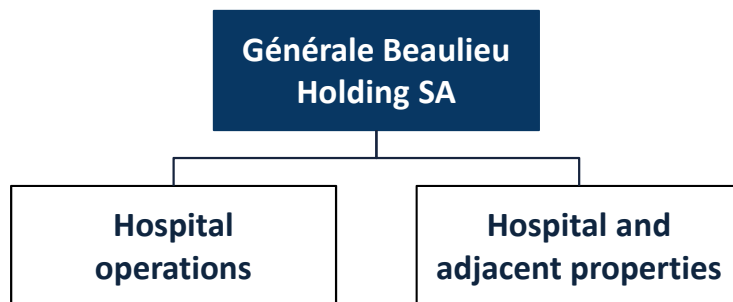 Générale Beaulieu
Holding SA
Hospital
operations
Hospital and
adjacent properties